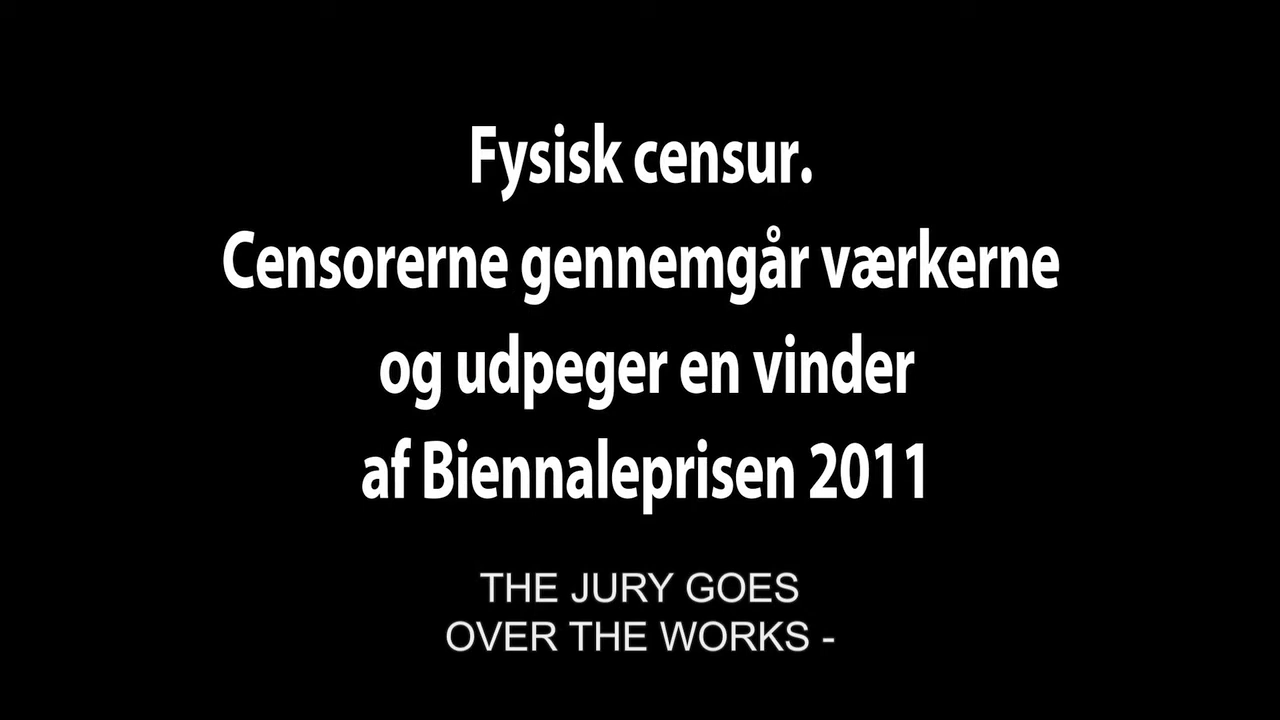 Fysisk censur.
Censorerne gennemgår værkerne
og udpeger en vinder
af Biennaleprisen 2011
THE JURY GOES
OVER THE WORKS -